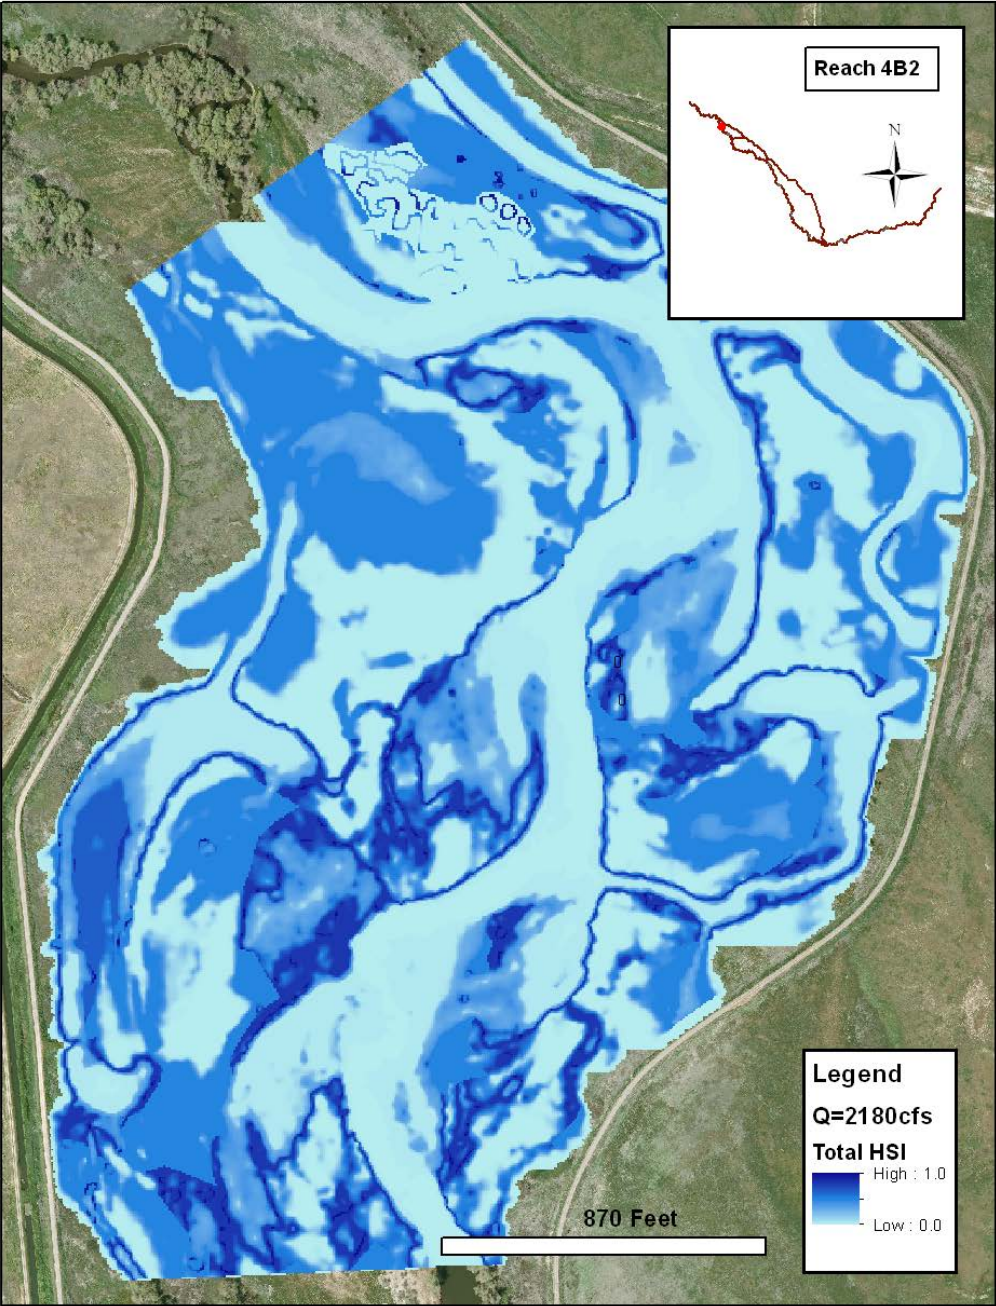 Reach 4B2
N
Legend
Q=2180cfs
Total HSI
High : 1.0
Low : 0.0
870 Feet